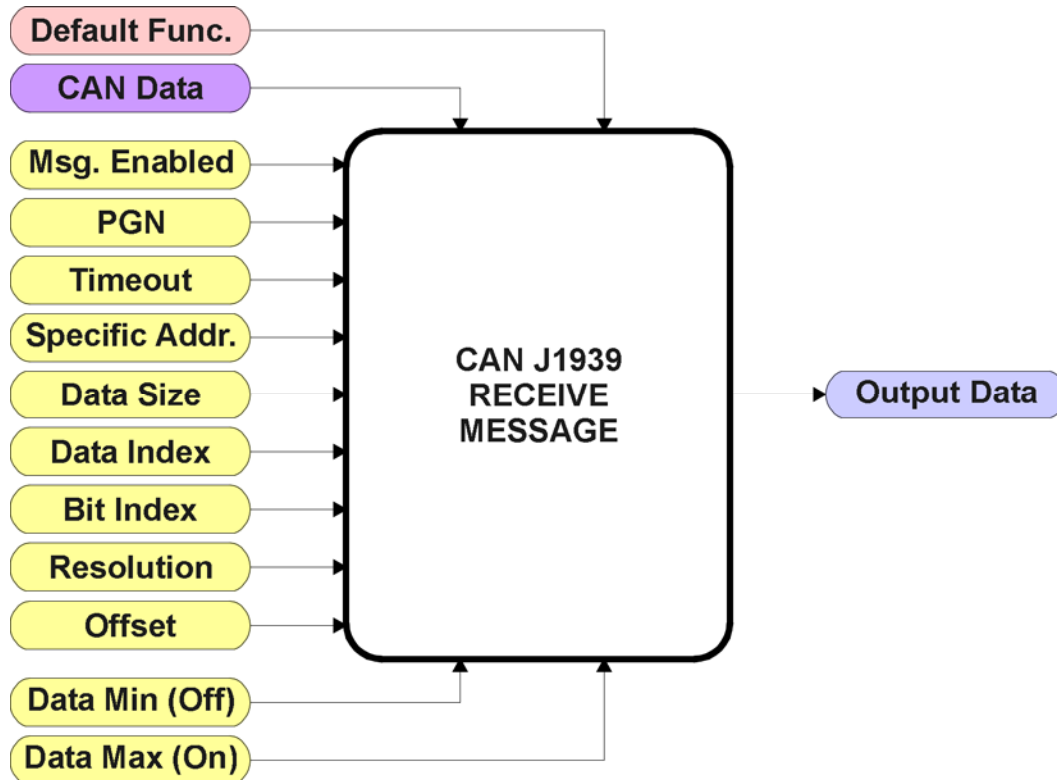 Default Func.
CAN Data
Msg. Enabled
PGN
Timeout
Specific Addr.
Data Size
Data Index
Bit Index
Resolution
Offset
Data Min (Off)
Data Max (On)
CAN J1939
RECEIVE
MESSAGE
Output Data